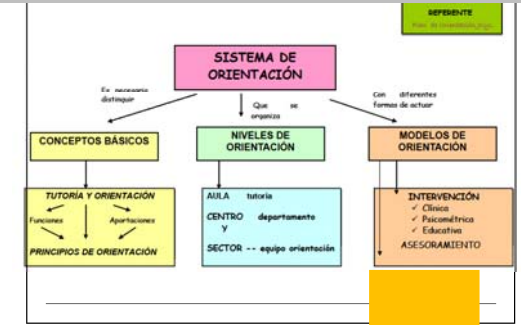 REFERENTE
SISTEMA DE
ORIENTACIÓN
Es necesario
distinguir
Que se
organiza
Con diferentes
formas de actuar
CONCEPTOS BÁSICOS
NIVELES DE
ORIENTACIÓN
MODELOS DE
ORIENTACIÓN
TUTORÍA Y ORIENTACIÓN
Funciones Aportaciones
PRINCIPIOS DE ORIENTACIÓN
AULA tutoría
CENTRO departamento
Y
SECTOR -- equipo orientación
INTERVENCIÓN
✓ Clínica
✓ Psicométrica
✓ Educativa
ASESORAMIENTO